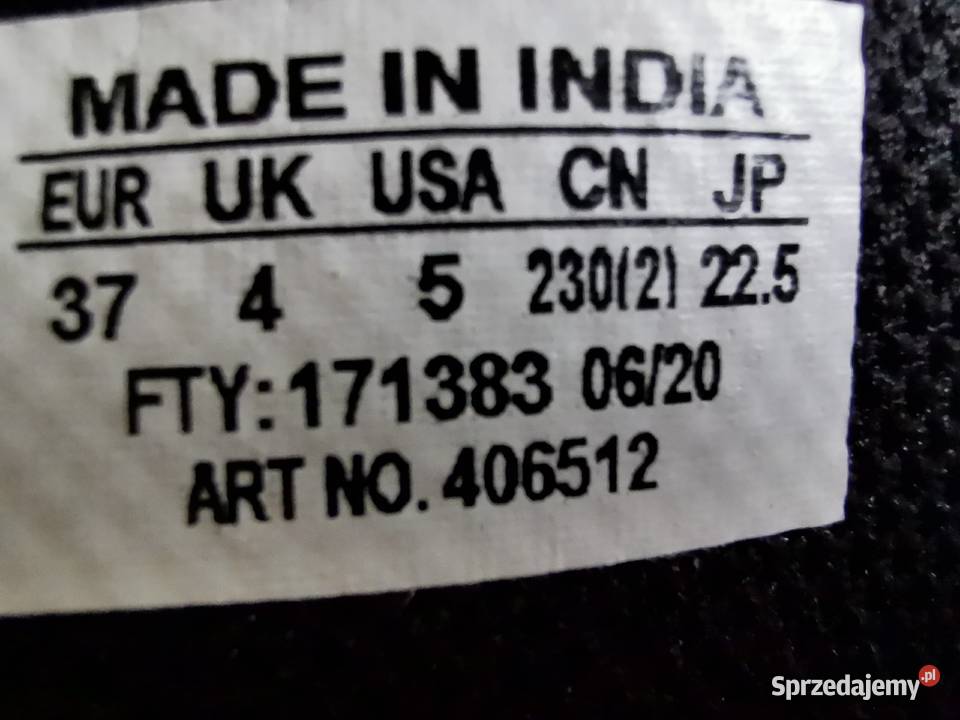 MADE IN INDIA
EUR UK USA CN JP
37 4 5 230(2) 22.5
FTY: 171383 06/20
ART NO. 406512
Sprzedajemy.pl